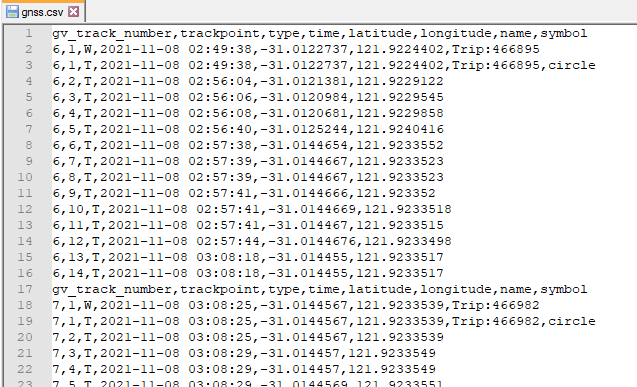 gnss.csv
1 gv_track_number,trackpoint,type,time,latitude,longitude,name,symbol
2 6,1,W,2021-11-08 02:49:38,-31.0122737,121.9224402,Trip:466895
3 6,1,T,2021-11-08 02:49:38,-31.0122737,121.9224402,Trip:466895,circle
4 6,2,T,2021-11-08 02:56:04,-31.0121381,121.9229122
5 6,3,T,2021-11-08 02:56:06,-31.0120984,121.9229545
6 6,4,T,2021-11-08 02:56:08,-31.0120681,121.9229858
7 6,5,T,2021-11-08 02:56:40,-31.0125244,121.9240416
8 6,6,T,2021-11-08 02:57:38,-31.0144654,121.9233552
9 6,7,T,2021-11-08 02:57:39,-31.0144667,121.9233523
10 6,8,T,2021-11-08 02:57:39,-31.0144667,121.9233523
11 6,9,T,2021-11-08 02:57:41,-31.0144666,121.923352
12 6,10,T,2021-11-08 02:57:41,-31.0144669,121.9233518
13 6,11,T,2021-11-08 02:57:41,-31.014467,121.9233515
14 6,12,T,2021-11-08 02:57:44,-31.0144676,121.9233498
15 6,13,T,2021-11-08 03:08:18,-31.014455,121.9233517
16 6,14,T,2021-11-08 03:08:18,-31.014455,121.9233517
17 gv_track_number,trackpoint,type,time,latitude,longitude,name,symbol
18 7,1,W,2021-11-08 03:08:25,-31.0144567,121.9233539,Trip:466982
19 7,1,T,2021-11-08 03:08:25,-31.0144567,121.9233539,Trip:466982,circle
20 7,2,T,2021-11-08 03:08:25,-31.0144567,121.9233539
21 7,3,T,2021-11-08 03:08:29,-31.014457,121.9233549
22 7,4,T,2021-11-08 03:08:29,-31.014457,121.9233549
23 7,5,T,2021-11-08 03:08:29,-31.0144569,121.9233551